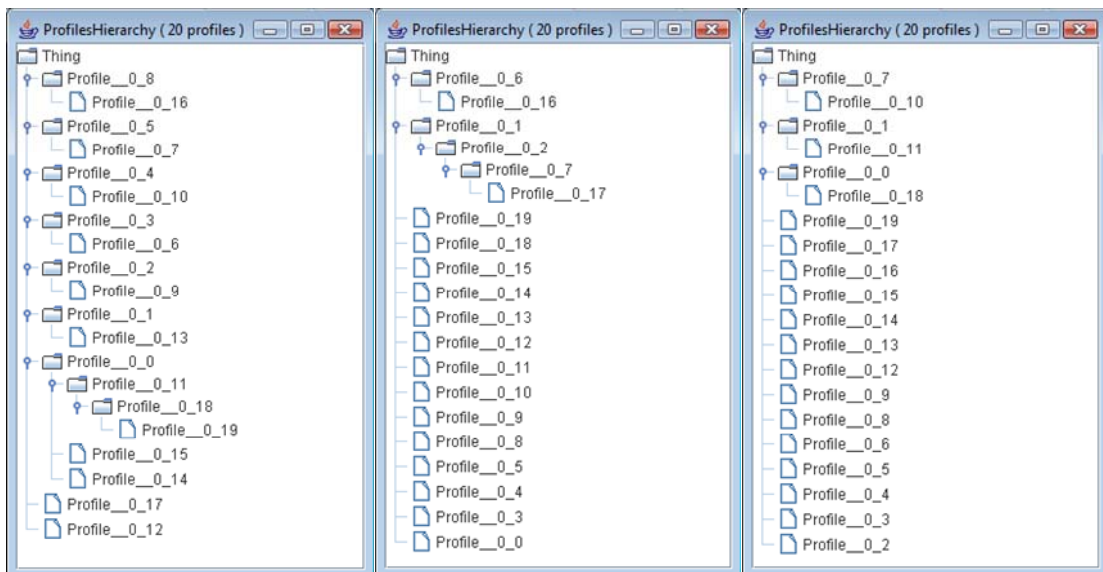 ProfilesHierarchy ( 20 profiles )
Thing
Profile__0_8
Profile__0_16
Profile__0_5
Profile__0_7
Profile__0_4
Profile__0_10
Profile__0_3
Profile__0_6
Profile__0_2
Profile__0_9
Profile__0_1
Profile__0_13
Profile__0_0
Profile__0_11
Profile__0_18
Profile__0_19
Profile__0_15
Profile__0_14
Profile__0_17
Profile__0_12
ProfilesHierarchy ( 20 profiles )
Thing
Profile__0_6
Profile__0_16
Profile__0_1
Profile__0_2
Profile__0_7
Profile__0_17
Profile__0_19
Profile__0_18
Profile__0_15
Profile__0_14
Profile__0_13
Profile__0_12
Profile__0_11
Profile__0_10
Profile__0_9
Profile__0_8
Profile__0_5
Profile__0_4
Profile__0_3
Profile__0_0
ProfilesHierarchy ( 20 profiles )
Thing
Profile__0_7
Profile__0_10
Profile__0_1
Profile__0_11
Profile__0_0
Profile__0_18
Profile__0_19
Profile__0_17
Profile__0_16
Profile__0_15
Profile__0_14
Profile__0_13
Profile__0_12
Profile__0_9
Profile__0_8
Profile__0_6
Profile__0_5
Profile__0_4
Profile__0_3
Profile__0_2